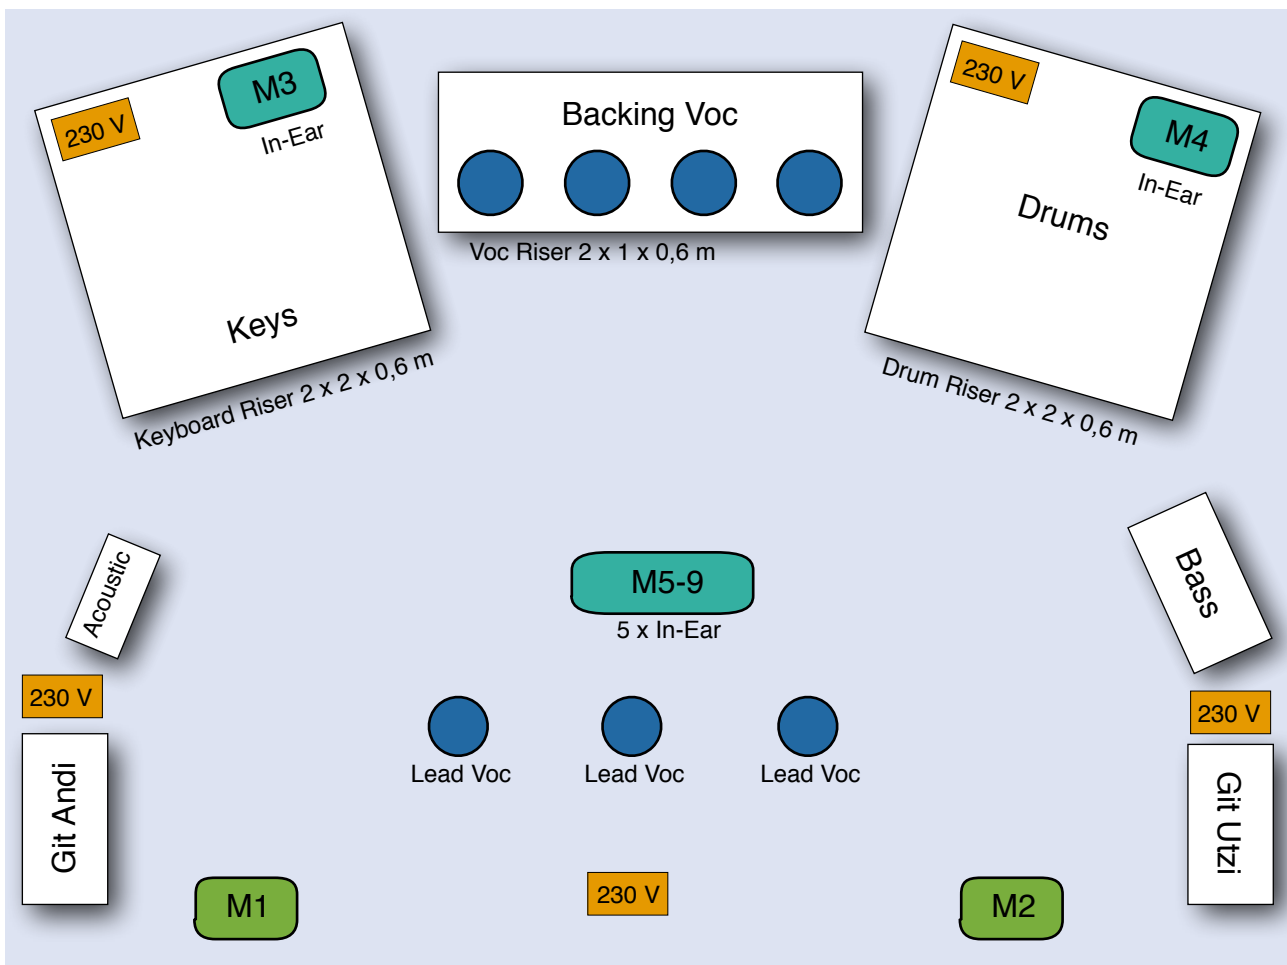 230 V
M3
In-Ear
Keys
Keyboard Riser 2 x 2 x 0,6 m
Backing Voc
Voc Riser 2 x 1 x 0,6 m
230 V
M4
In-Ear
Drums
Drum Riser 2 x 2 x 0,6 m
Acoustic
230 V
Git Andi
M5-9
5 x In-Ear
Lead Voc
Lead Voc
Lead Voc
Bass
230 V
Git Utzi
M1
230 V
M2